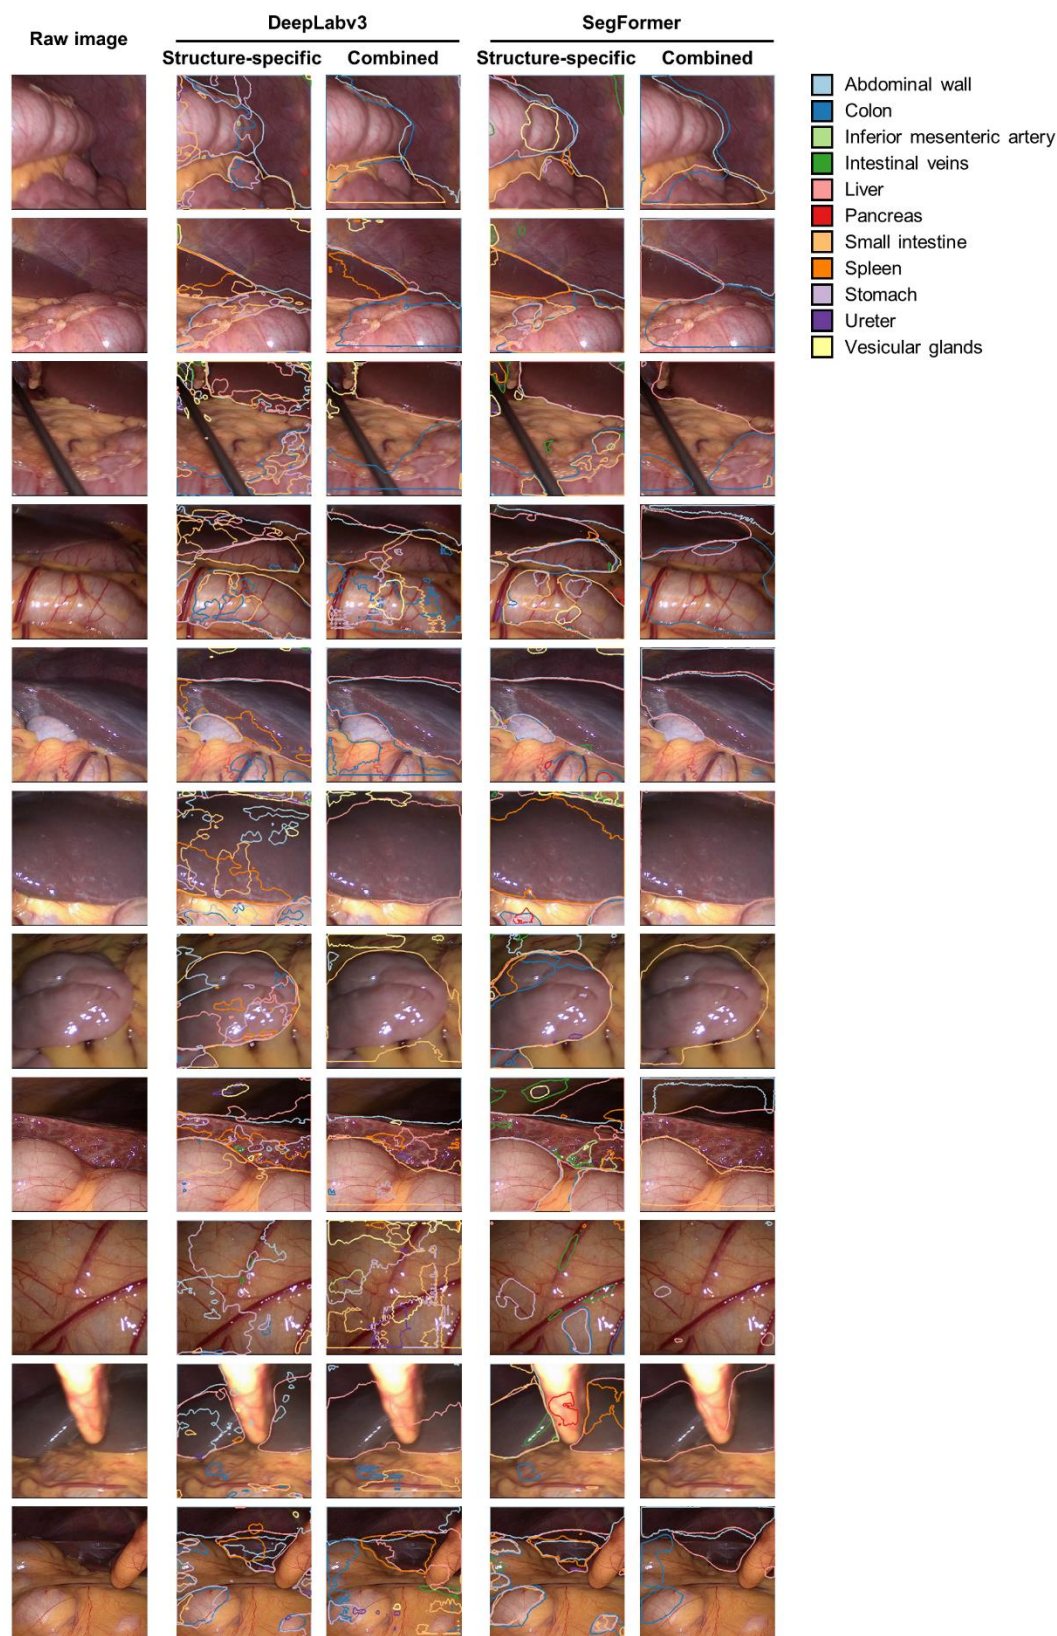 DeepLabv3
SegFormer
Raw image
Structure-specific
Combined
Structure-specific
Combined
Abdominal wall
Colon
Inferior mesenteric artery
Intestinal veins
Liver
Pancreas
Small intestine
Spleen
Stomach
Ureter
Vesicular glands